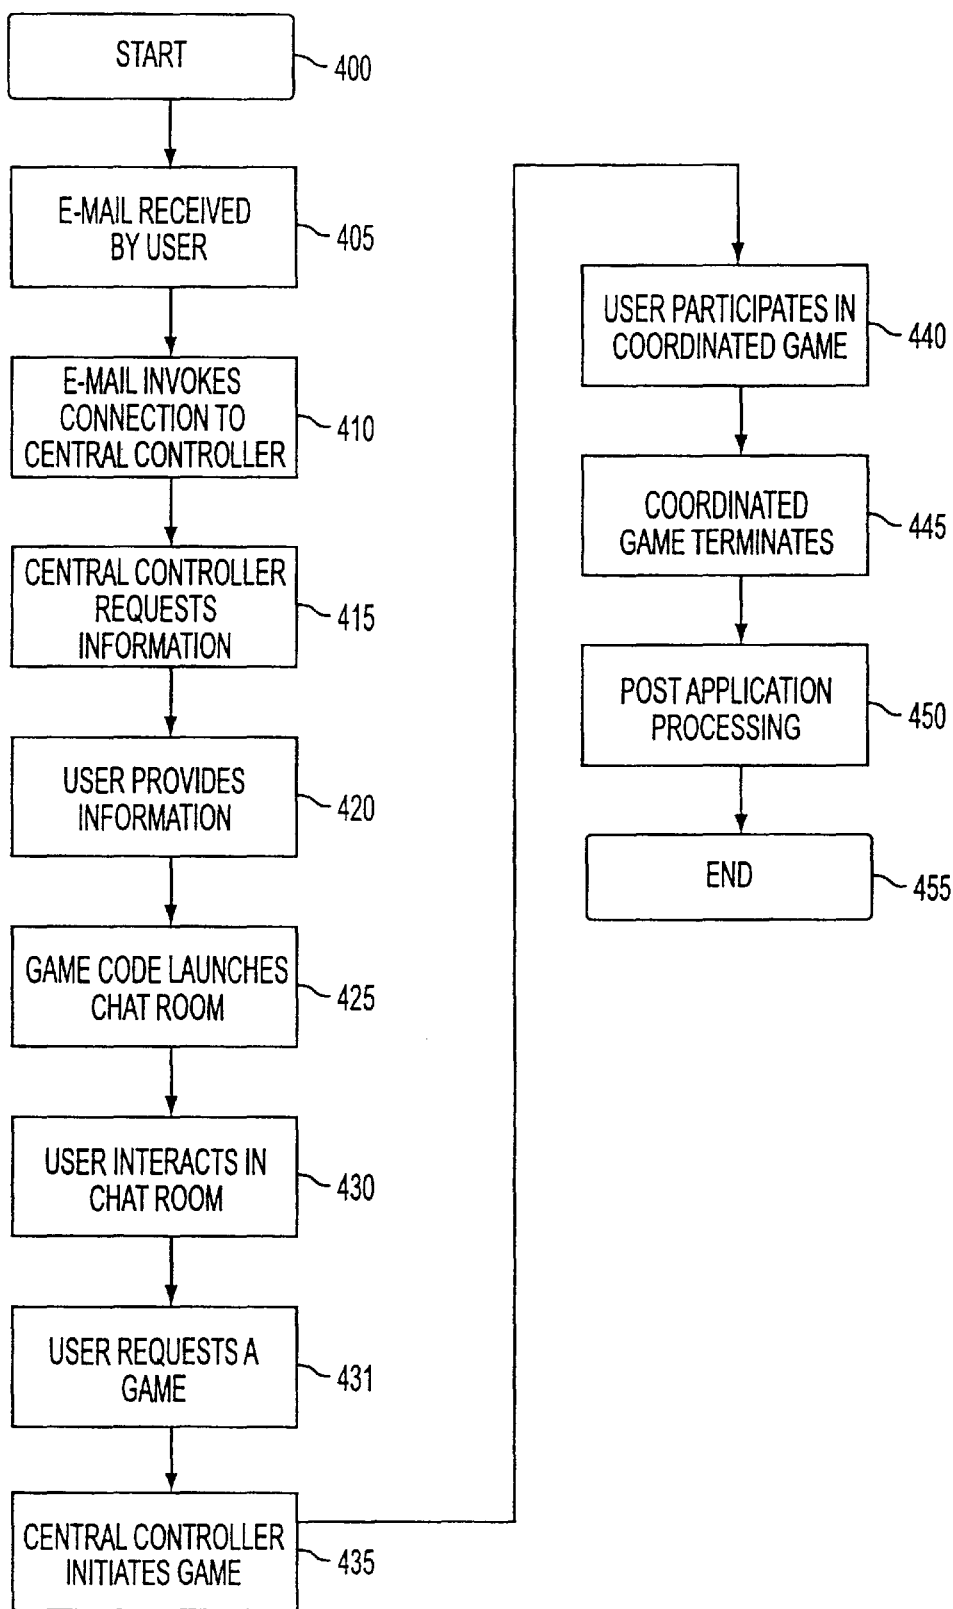 START
400
E-MAIL RECEIVED
BY USER
405
E-MAIL INVOKES
CONNECTION TO
CENTRAL CONTROLLER
410
CENTRAL CONTROLLER
REQUESTS
INFORMATION
415
USER PROVIDES
INFORMATION
420
GAME CODE LAUNCHES
CHAT ROOM
425
USER INTERACTS IN
CHAT ROOM
430
USER REQUESTS A
GAME
431
CENTRAL CONTROLLER
INITIATES GAME
435
USER PARTICIPATES IN
COORDINATED GAME
440
COORDINATED
GAME TERMINATES
445
POST APPLICATION
PROCESSING
450
END
455